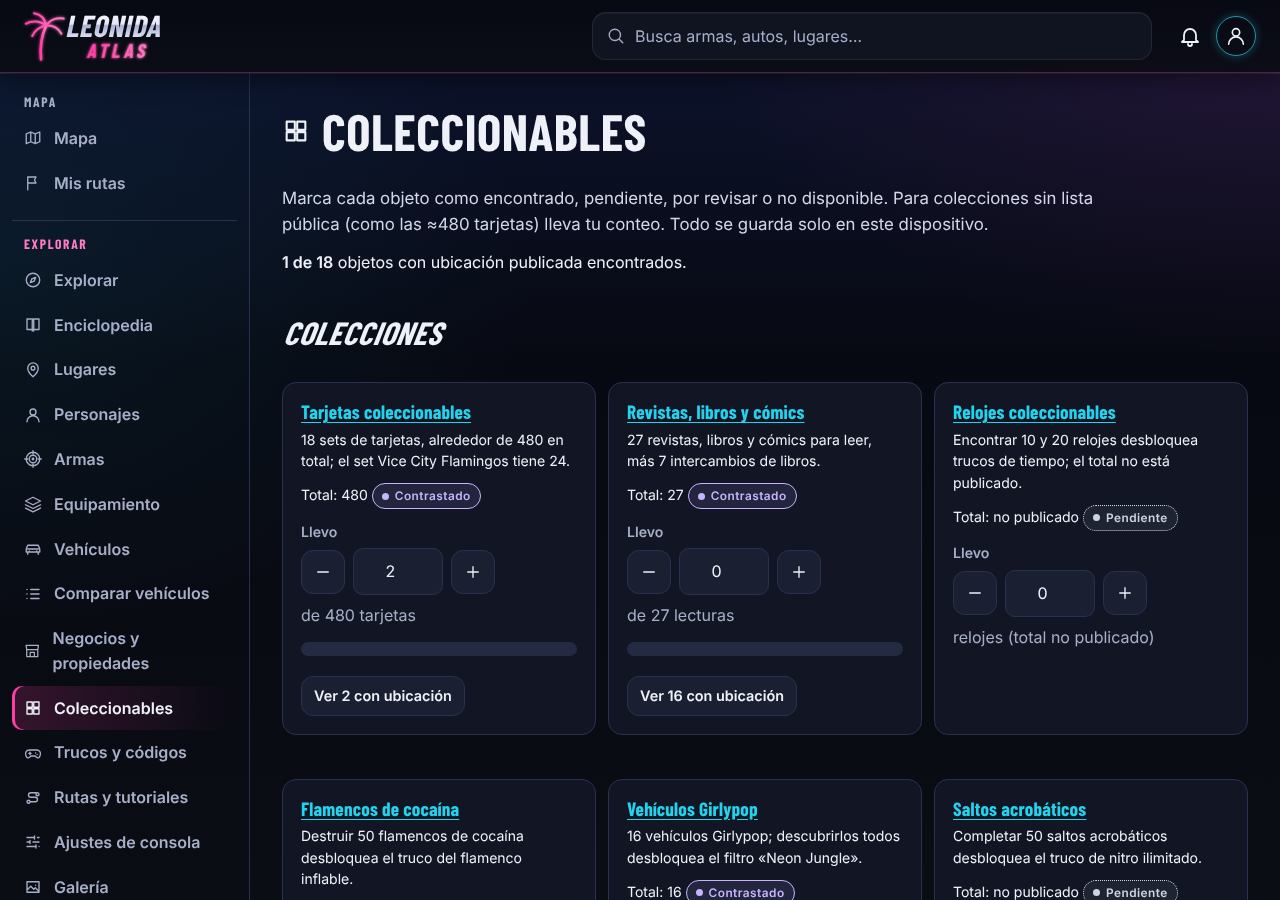 LEONIDA
ATLAS
Busca armas, autos, lugares...
MAPA
Mapa
Mis rutas
EXPLORAR
Explorar
Enciclopedia
Lugares
Personajes
Armas
Equipamiento
Vehículos
Comparar vehículos
Negocios y
propiedades
Coleccionables
Trucos y códigos
Rutas y tutoriales
Ajustes de consola
Galería
COLECCIONABLES
Marca cada objeto como encontrado, pendiente, por revisar o no disponible. Para colecciones sin lista
pública (como las ≈480 tarjetas) lleva tu conteo. Todo se guarda solo en este dispositivo.
1 de 18 objetos con ubicación publicada encontrados.
COLECCIONES
Tarjetas coleccionables
18 sets de tarjetas, alrededor de 480 en
total; el set Vice City Flamingos tiene 24.
Total: 480 Contrastado
Llevo
− 2 +
de 480 tarjetas
Ver 2 con ubicación
Revistas, libros y cómics
27 revistas, libros y cómics para leer,
más 7 intercambios de libros.
Total: 27 Contrastado
Llevo
− 0 +
de 27 lecturas
Ver 16 con ubicación
Relojes coleccionables
Encontrar 10 y 20 relojes desbloquea
trucos de tiempo; el total no está
publicado.
Total: no publicado Pendiente
Llevo
− 0 +
relojes (total no publicado)
Flamencos de cocaína
Destruir 50 flamencos de cocaína
desbloquea el truco del flamenco
inflable.
Vehículos Girlypop
16 vehículos Girlypop; descubrirlos todos
desbloquea el filtro «Neon Jungle».
Total: 16 Contrastado
Saltos acrobáticos
Completar 50 saltos acrobáticos
desbloquea el truco de nitro ilimitado.
Total: no publicado Pendiente